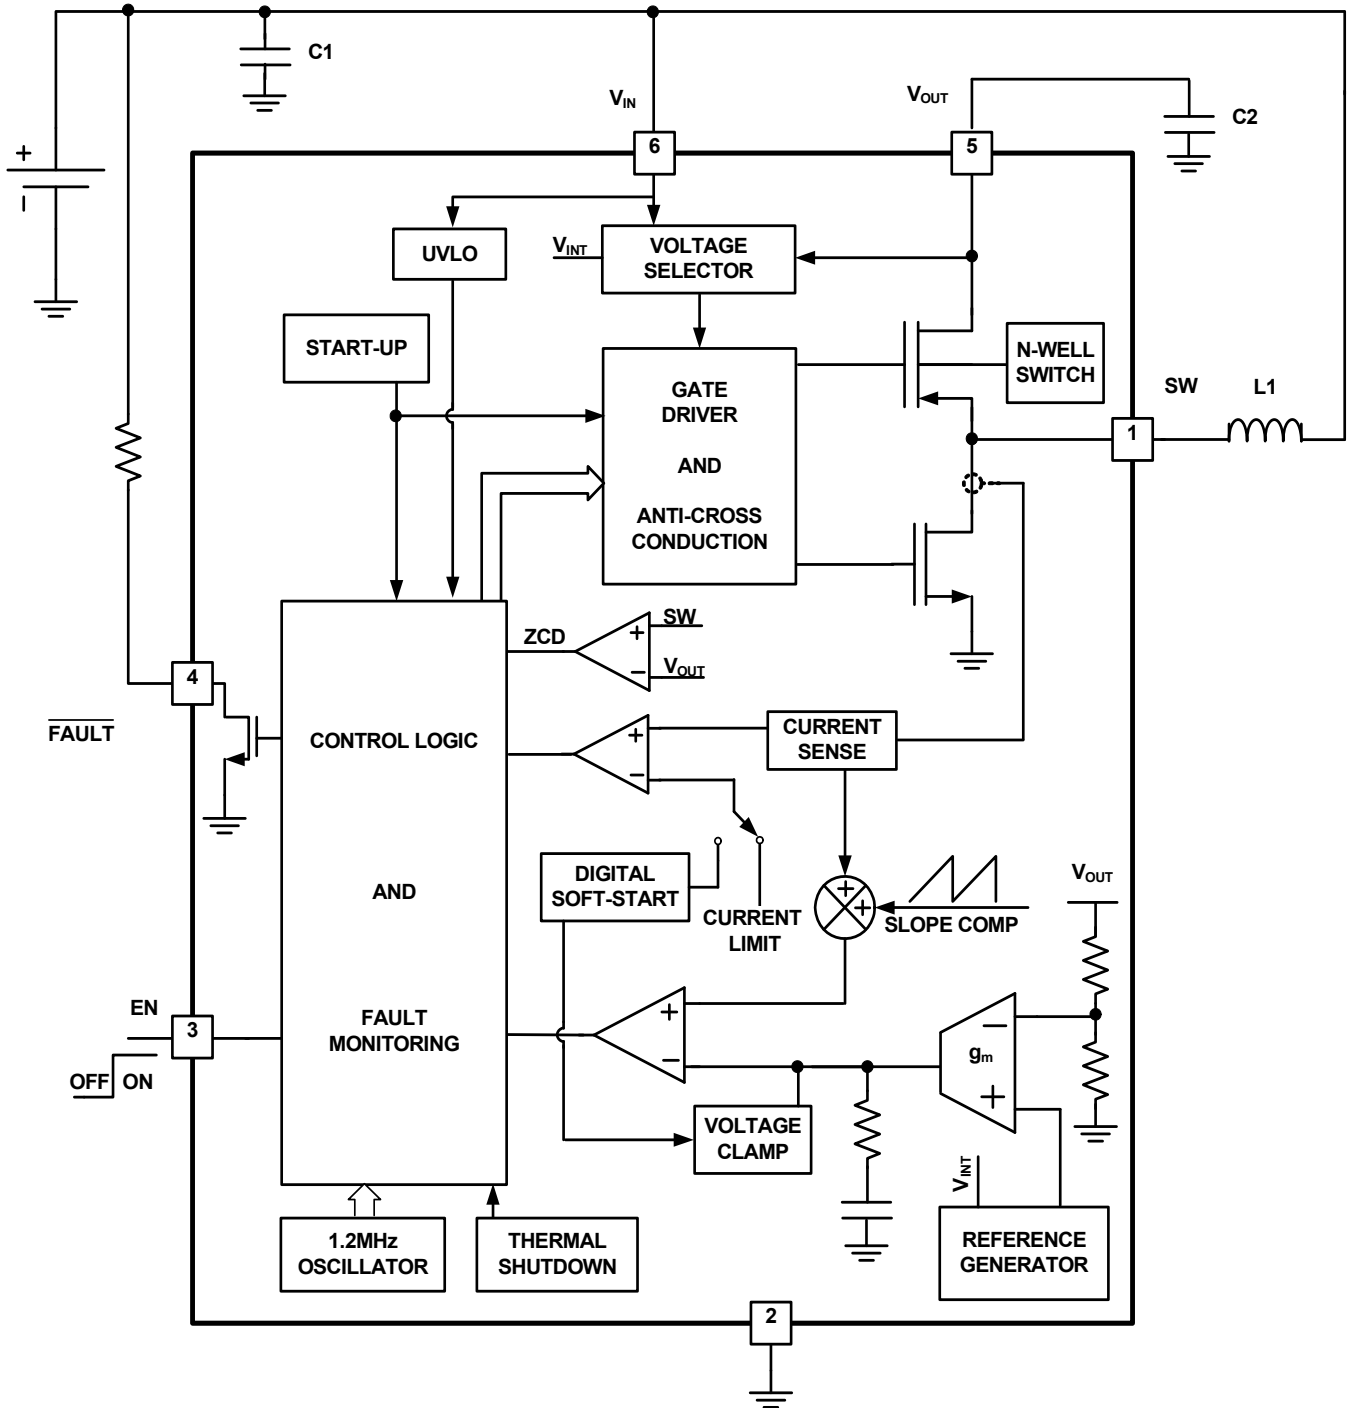 C1
VIN
VOUT
C2
6
5
+
–
UVLO
VINT
VOLTAGE
SELECTOR
START-UP
GATE
DRIVER
AND
ANTI-CROSS
CONDUCTION
N-WELL
SWITCH
SW
L1
1
ZCD
+
–
SW
VOUT
4
FAULT
CONTROL LOGIC
AND
FAULT
MONITORING
+
–
CURRENT
SENSE
DIGITAL
SOFT-START
CURRENT
LIMIT
+
+
SLOPE COMP
VOUT
EN
3
OFF ON
+
–
gm
–
+
VOLTAGE
CLAMP
VINT
REFERENCE
GENERATOR
1.2MHz
OSCILLATOR
THERMAL
SHUTDOWN
2